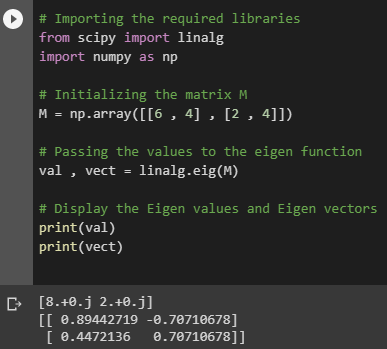 # Importing the required libraries
from scipy import linalg
import numpy as np
# Initializing the matrix M
M = np.array([[6 , 4] , [2 , 4]])
# Passing the values to the eigen function
val , vect = linalg.eig(M)
# Display the Eigen values and Eigen vectors
print(val)
print(vect)
[8.+0.j 2.+0.j]
[[ 0.89442719 -0.70710678]
 [ 0.4472136   0.70710678]]